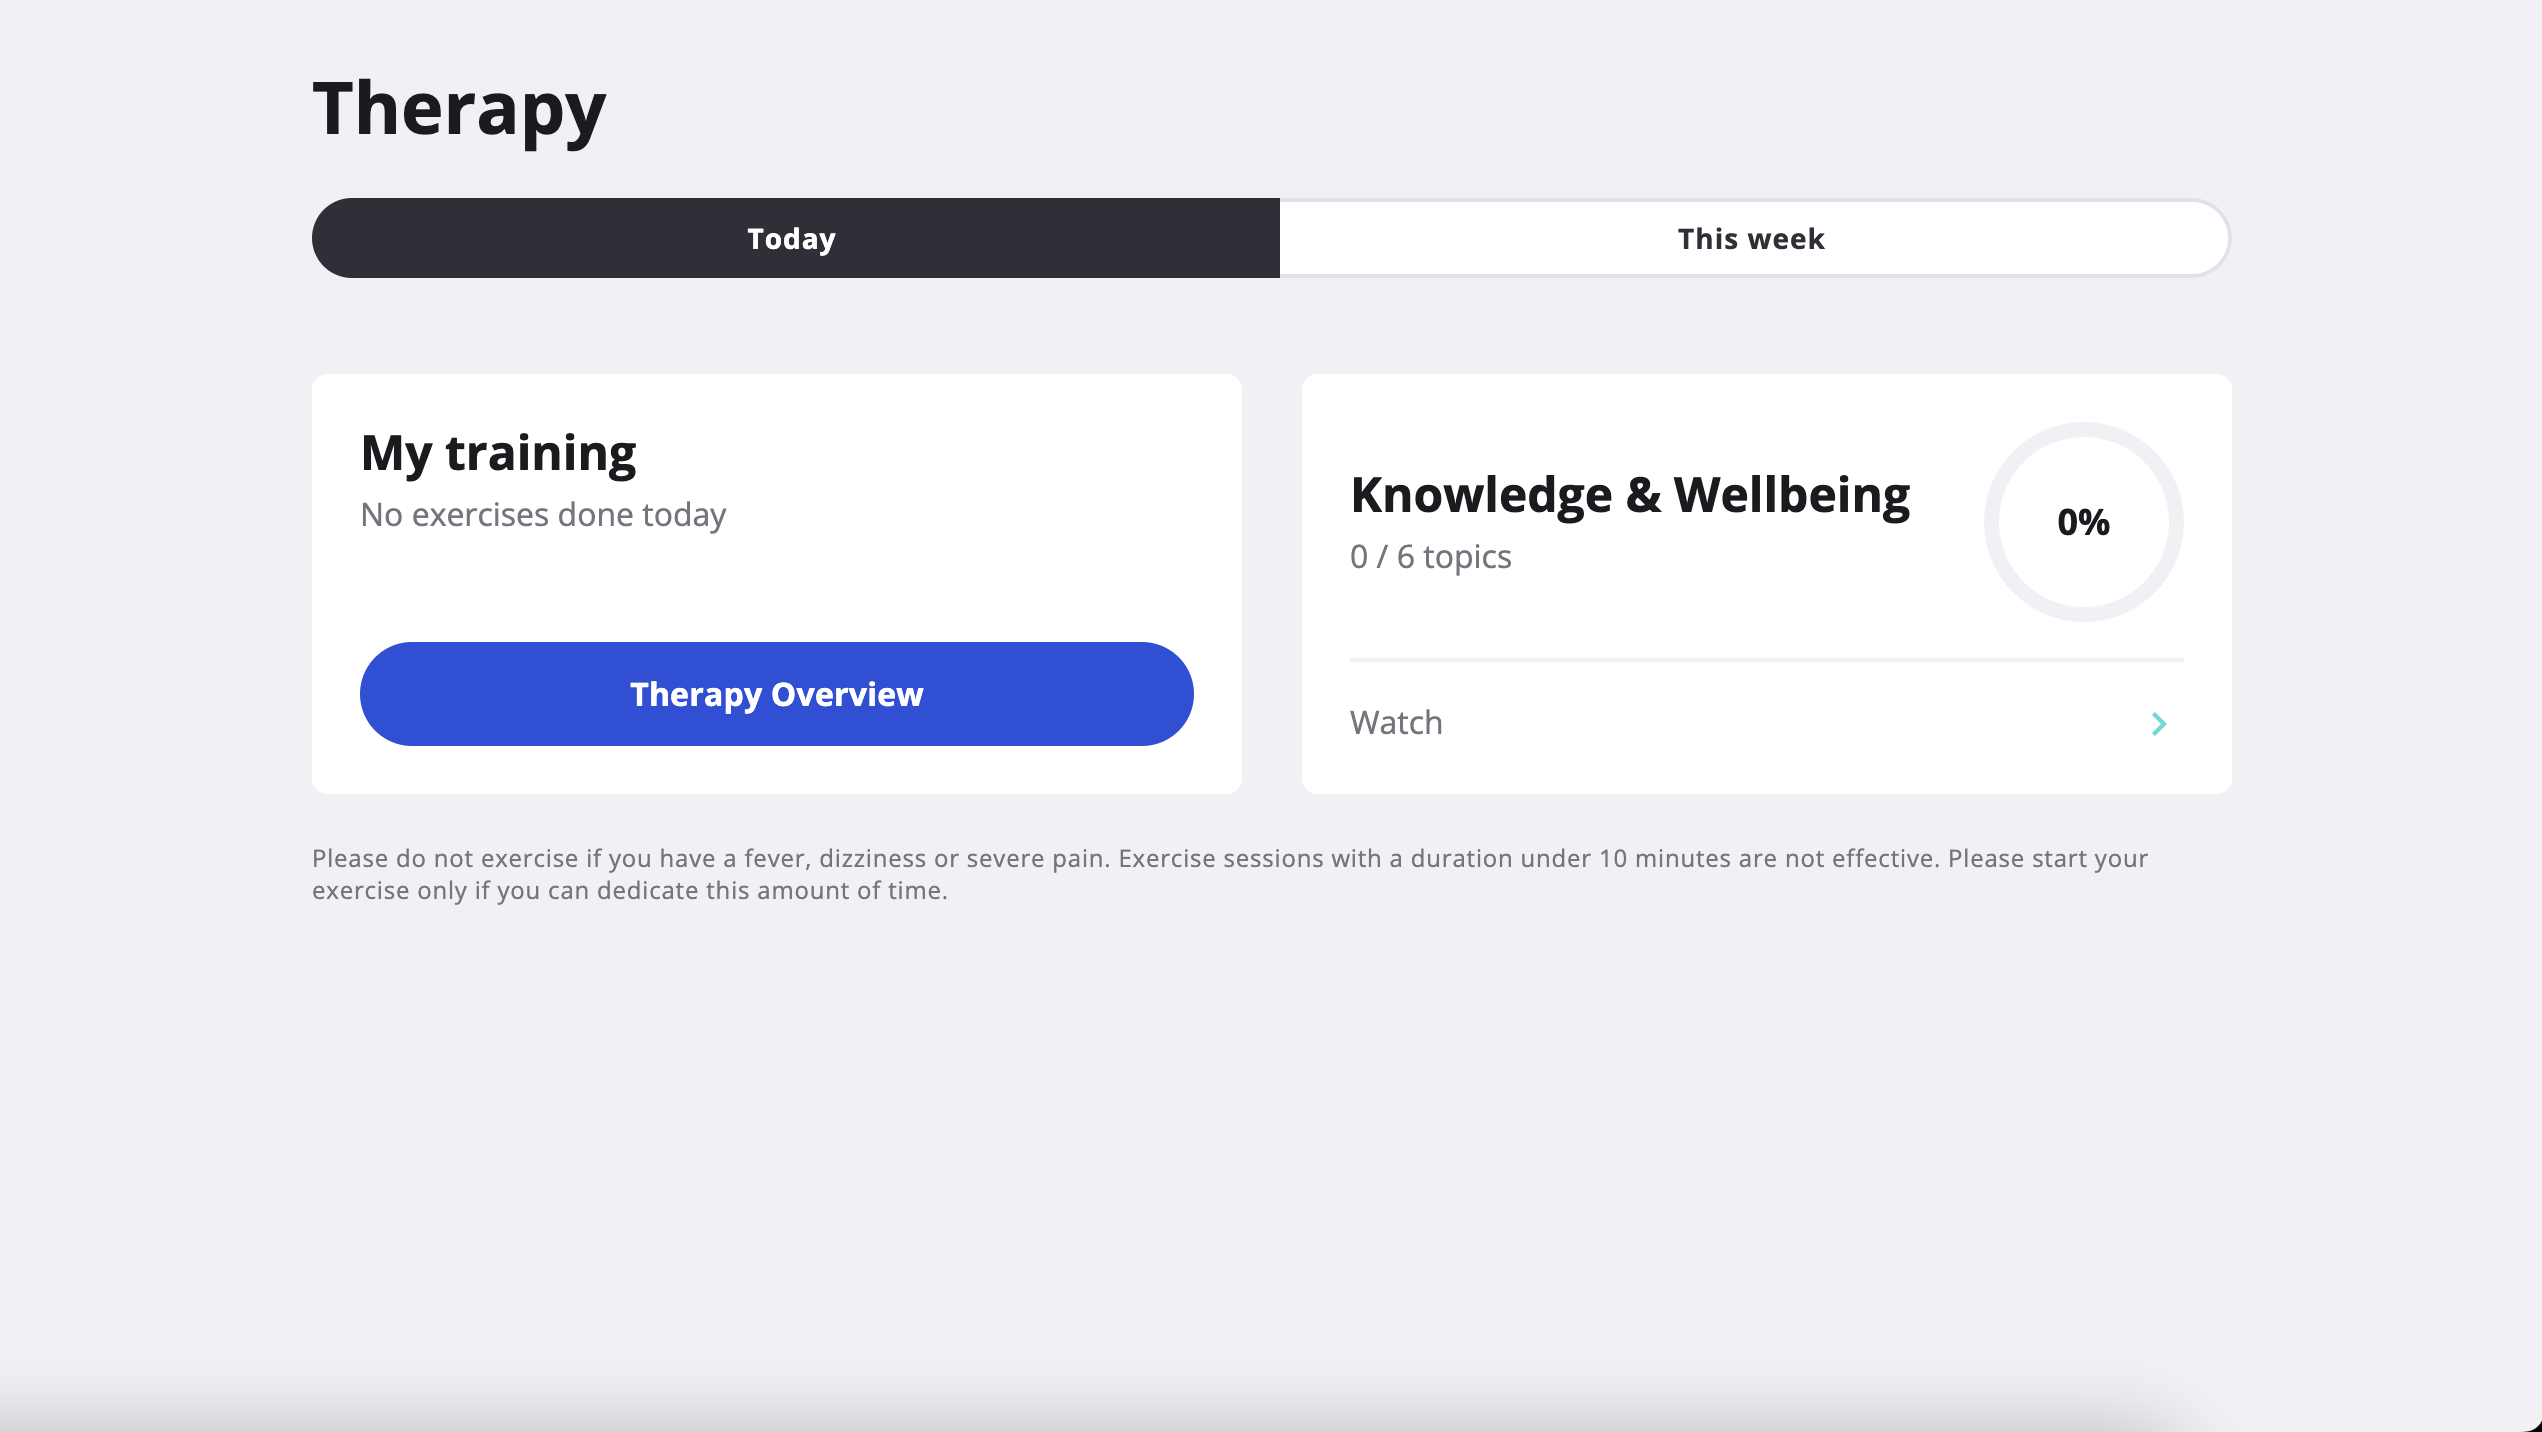 Therapy
Today
This week
My training
No exercises done today
Therapy Overview
Knowledge & Wellbeing
0 / 6 topics
0%
Watch
Please do not exercise if you have a fever, dizziness or severe pain. Exercise sessions with a duration under 10 minutes are not effective. Please start your
exercise only if you can dedicate this amount of time.